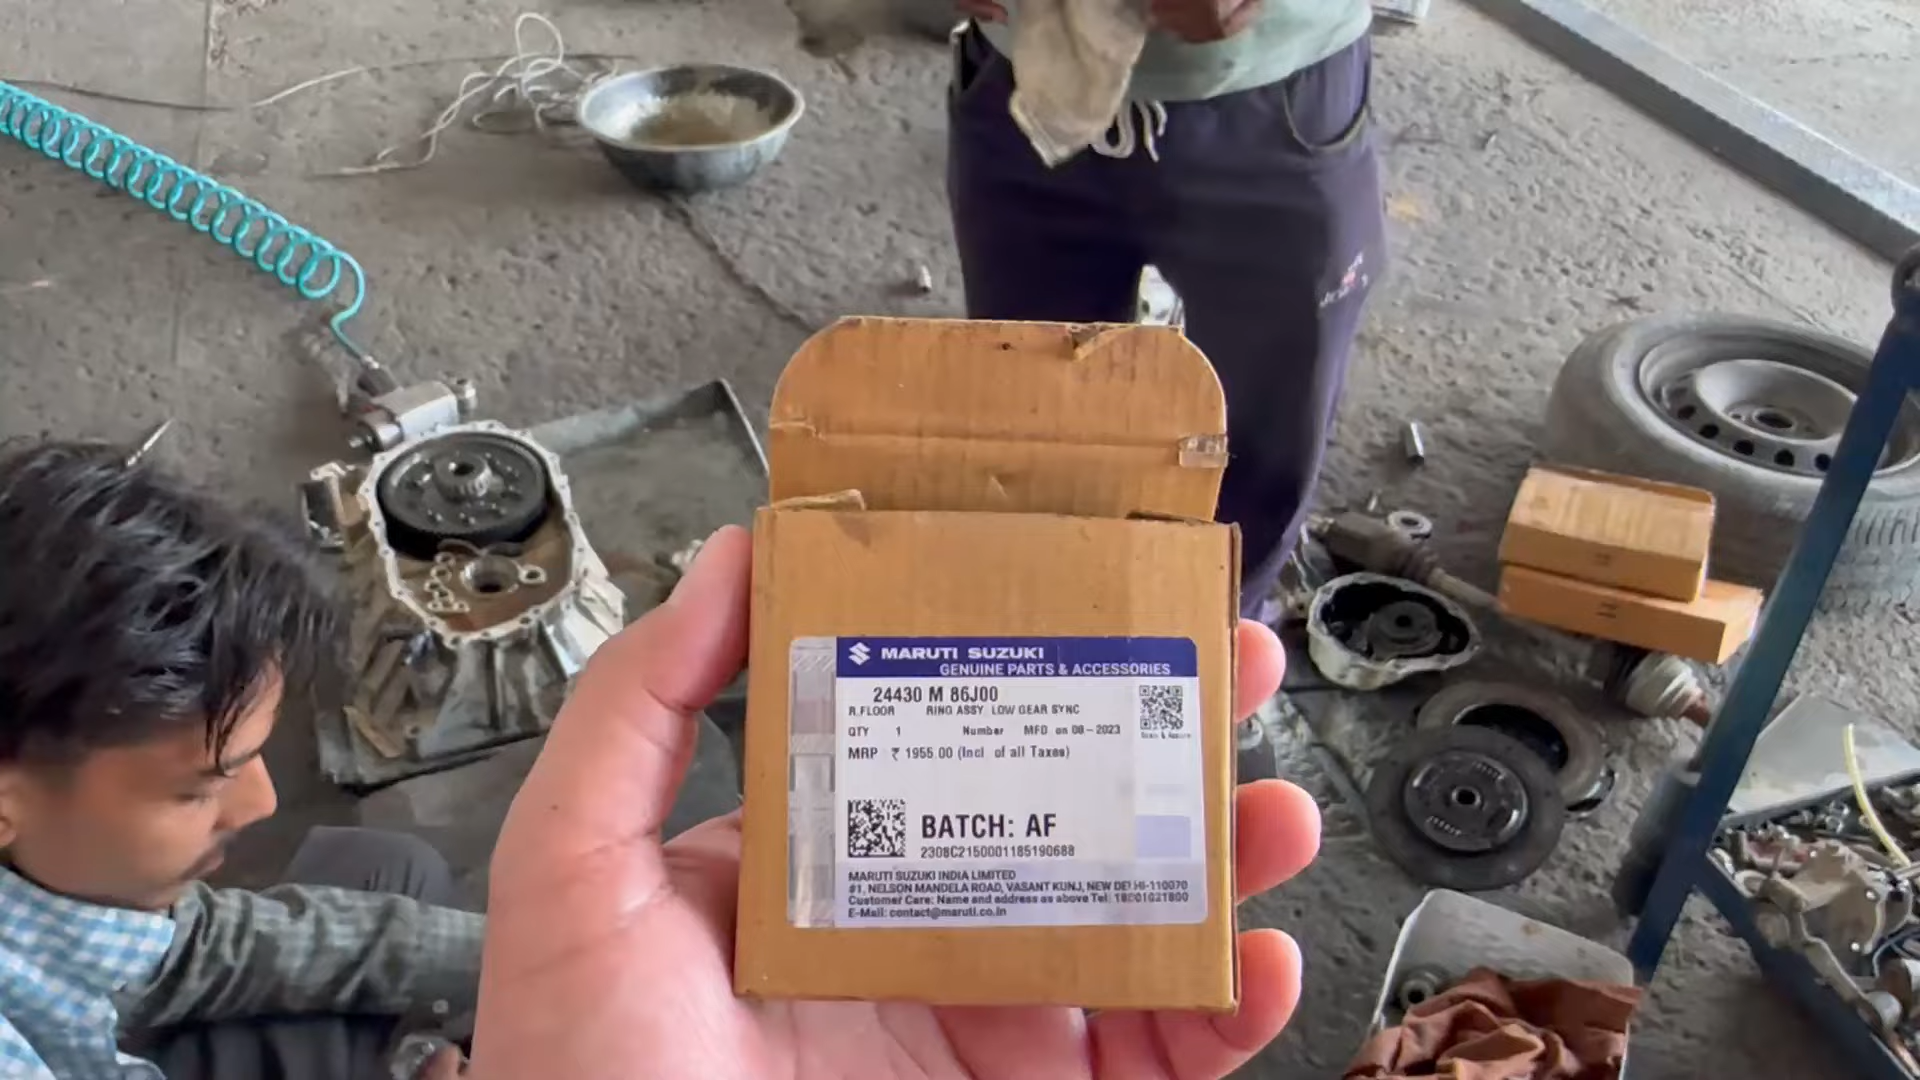 MARUTI SUZUKI
GENUINE PARTS & ACCESSORIES
24430 M 86J00
R.FLOOR RING ASSY LOW GEAR SYNC
QTY 1 Number MFD on 08-2023
MRP ₹ 1955.00 (Incl of all Taxes)
BATCH: AF
2308C2150001185190688
MARUTI SUZUKI INDIA LIMITED
#1, NELSON MANDELA ROAD, VASANT KUNJ, NEW DELHI-110070
Customer Care: Name and address as above Tel: 18001021800
E-Mail: contact@maruti.co.in